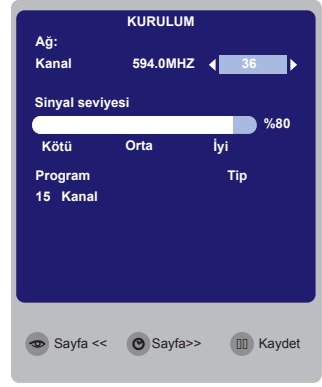 KURULUM
Ağ:
Kanal 594.0MHZ 36
Sinyal seviyesi
%80
Kötü Orta İyi
Program Tip
15 Kanal
Sayfa << Sayfa>> Kaydet